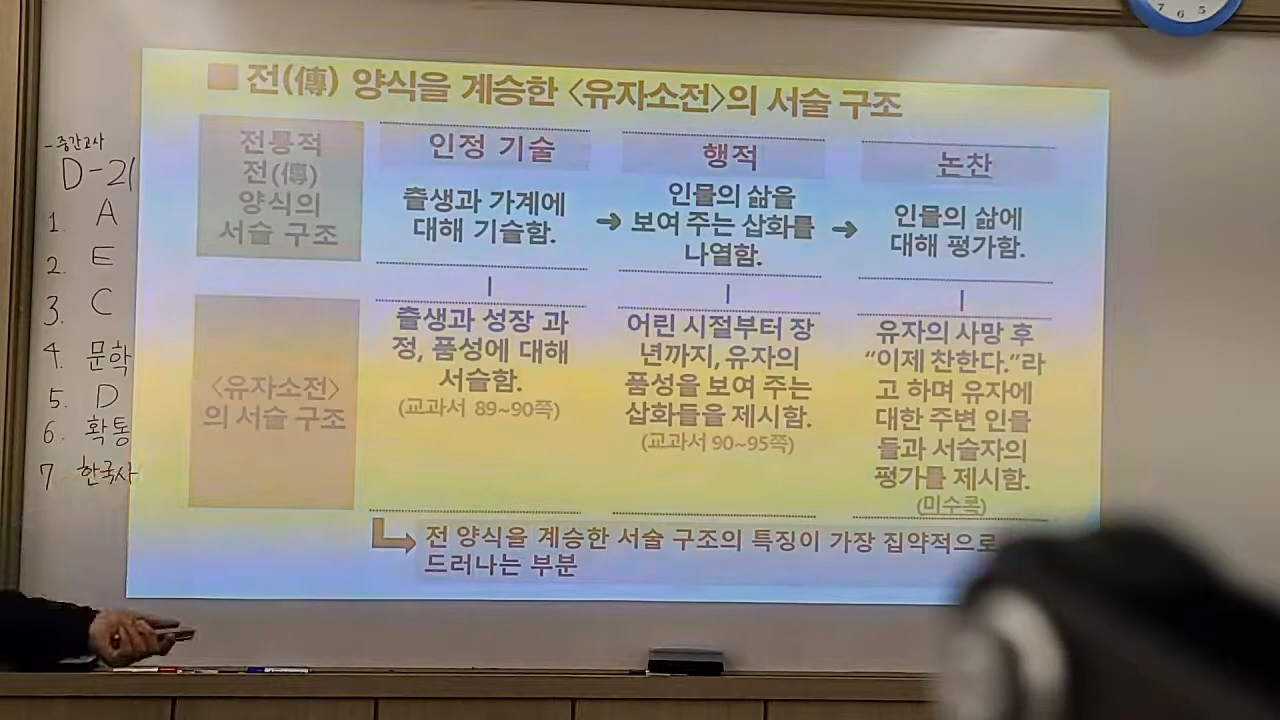 7 6 5
■ 전(傳) 양식을 계승한 〈유자소전〉의 서술 구조
전통적
전(傳)
양식의
서술 구조
인정 기술
출생과 가계에
대해 기술함.
➔
행적
인물의 삶을
보여 주는 삽화를
나열함.
➔
논찬
인물의 삶에
대해 평가함.
〈유자소전〉
의 서술 구조
출생과 성장 과
정, 품성에 대해
서술함.
(교과서 89~90쪽)
어린 시절부터 장
년까지, 유자의
품성을 보여 주는
삽화들을 제시함.
(교과서 90~95쪽)
유자의 사망 후
“이제 찬한다.”라
고 하며 유자에
대한 주변 인물
들과 서술자의
평가를 제시함.
(미수록)
전 양식을 계승한 서술 구조의 특징이 가장 집약적으로
드러나는 부분
- 중간고사
D-21
1. A
2. E
3. C
4. 문학
5. D
6. 확통
7 한국사